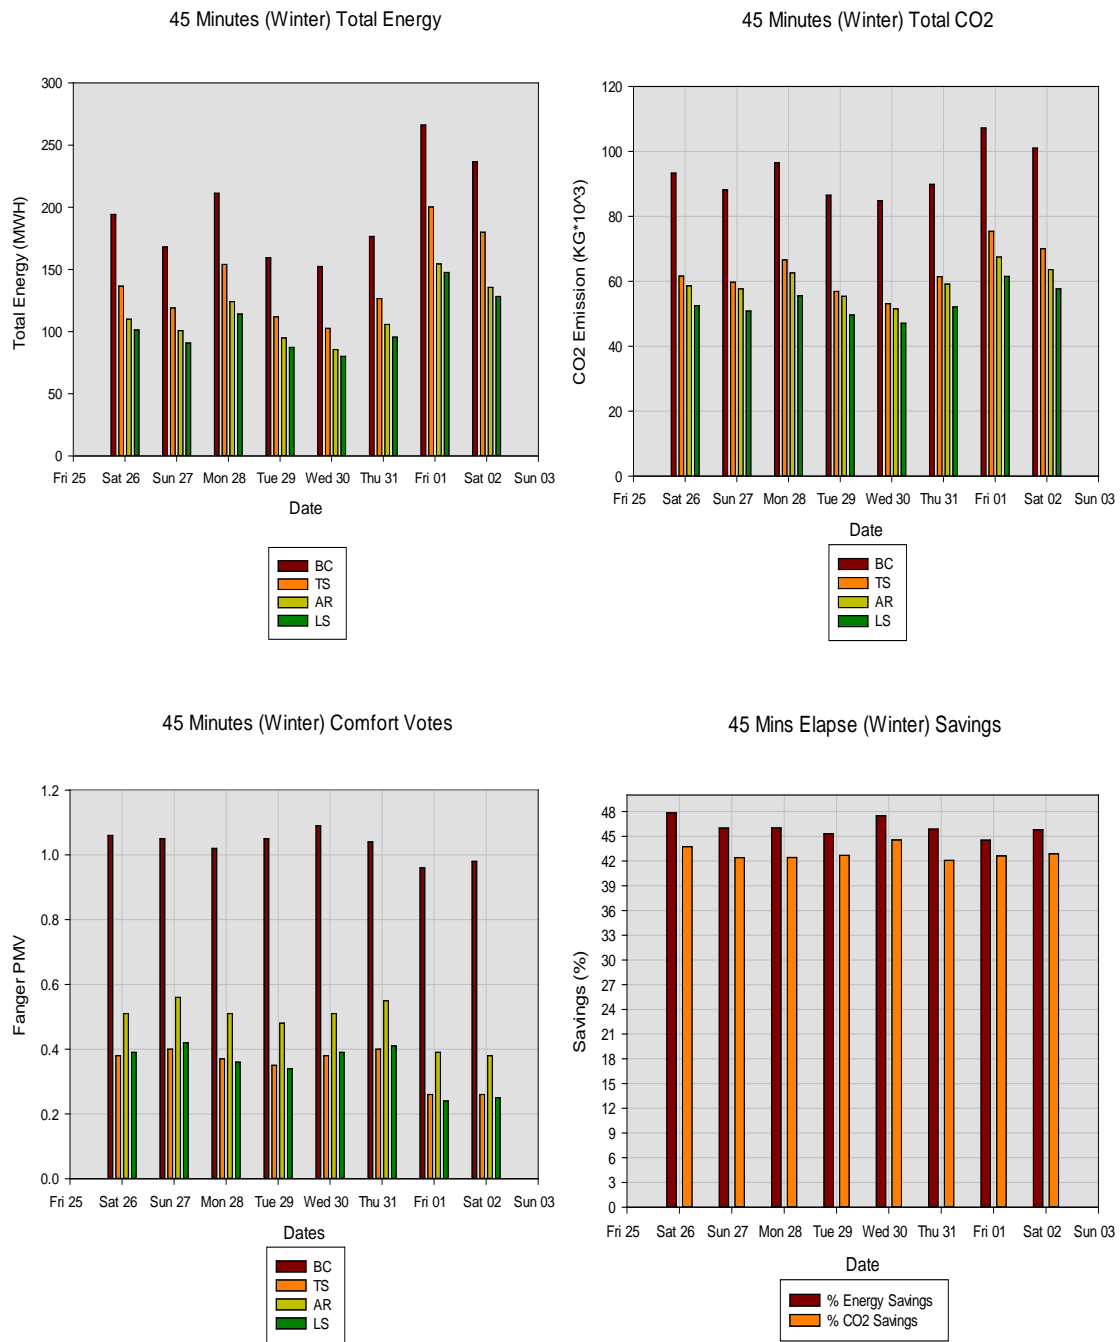 45 Minutes (Winter) Total Energy
Total Energy (MWH)
300
250
200
150
100
50
0
Fri 25 Sat 26 Sun 27 Mon 28 Tue 29 Wed 30 Thu 31 Fri 01 Sat 02 Sun 03
Date
BC
TS
AR
LS
45 Minutes (Winter) Total CO2
CO2 Emission (KG*10^3)
120
100
80
60
40
20
0
Fri 25 Sat 26 Sun 27 Mon 28 Tue 29 Wed 30 Thu 31 Fri 01 Sat 02 Sun 03
Date
BC
TS
AR
LS
45 Minutes (Winter) Comfort Votes
Fanger PMV
1.2
1.0
0.8
0.6
0.4
0.2
0.0
Fri 25 Sat 26 Sun 27 Mon 28 Tue 29 Wed 30 Thu 31 Fri 01 Sat 02 Sun 03
Dates
BC
TS
AR
LS
45 Mins Elapse (Winter) Savings
Savings (%)
48
45
42
39
36
33
30
27
24
21
18
15
12
9
6
3
0
Fri 25 Sat 26 Sun 27 Mon 28 Tue 29 Wed 30 Thu 31 Fri 01 Sat 02 Sun 03
Date
% Energy Savings
% CO2 Savings